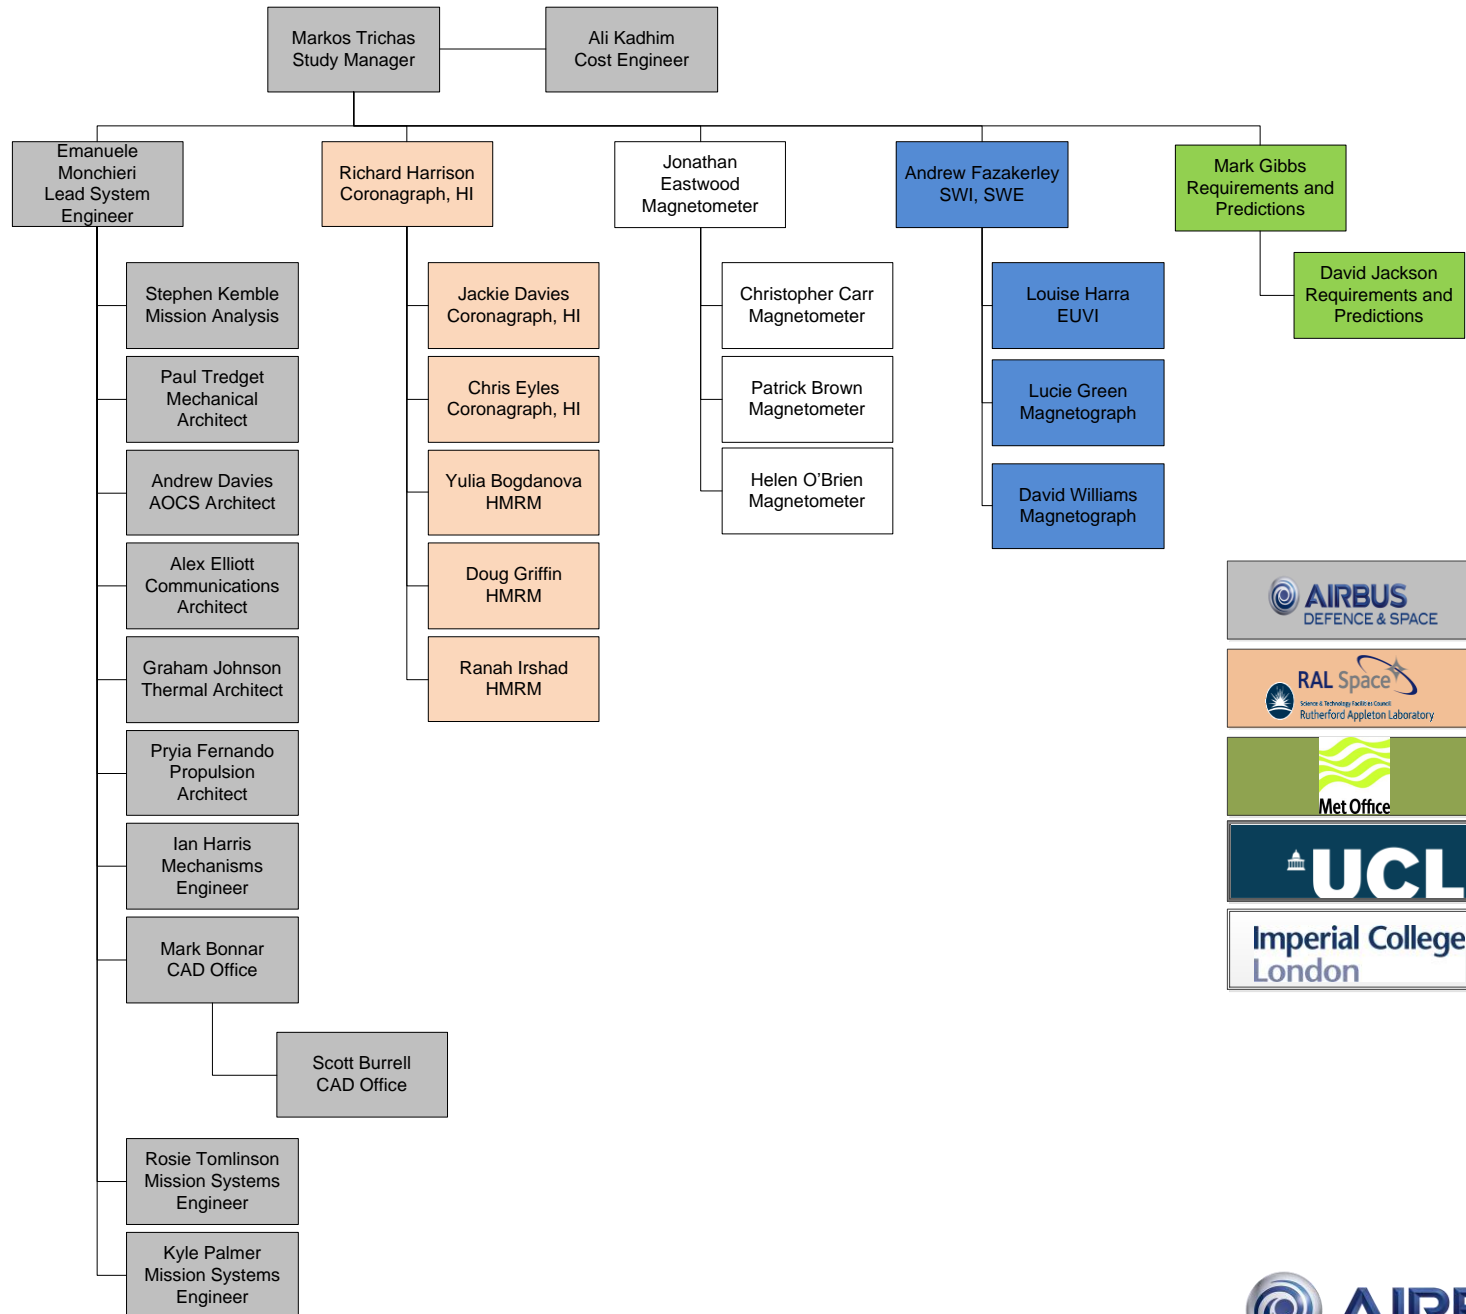 Markos Trichas
Study Manager
Ali Kadhim
Cost Engineer
Emanuele
Monchieri
Lead System
Engineer
Richard Harrison
Coronagraph, HI
Jonathan
Eastwood
Magnetometer
Andrew Fazakerley
SWI, SWE
Mark Gibbs
Requirements and
Predictions
Stephen Kemble
Mission Analysis
Paul Tredget
Mechanical
Architect
Andrew Davies
AOCS Architect
Alex Elliott
Communications
Architect
Graham Johnson
Thermal Architect
Pryia Fernando
Propulsion
Architect
Ian Harris
Mechanisms
Engineer
Mark Bonnar
CAD Office
Scott Burrell
CAD Office
Rosie Tomlinson
Mission Systems
Engineer
Kyle Palmer
Mission Systems
Engineer
Jackie Davies
Coronagraph, HI
Chris Eyles
Coronagraph, HI
Yulia Bogdanova
HMRM
Doug Griffin
HMRM
Ranah Irshad
HMRM
Christopher Carr
Magnetometer
Patrick Brown
Magnetometer
Helen O’Brien
Magnetometer
Louise Harra
EUVI
Lucie Green
Magnetograph
David Williams
Magnetograph
David Jackson
Requirements and
Predictions
AIRBUS
DEFENCE & SPACE
RAL Space
Science & Technology Facilities Council
Rutherford Appleton Laboratory
Met Office
UCL
Imperial College
London